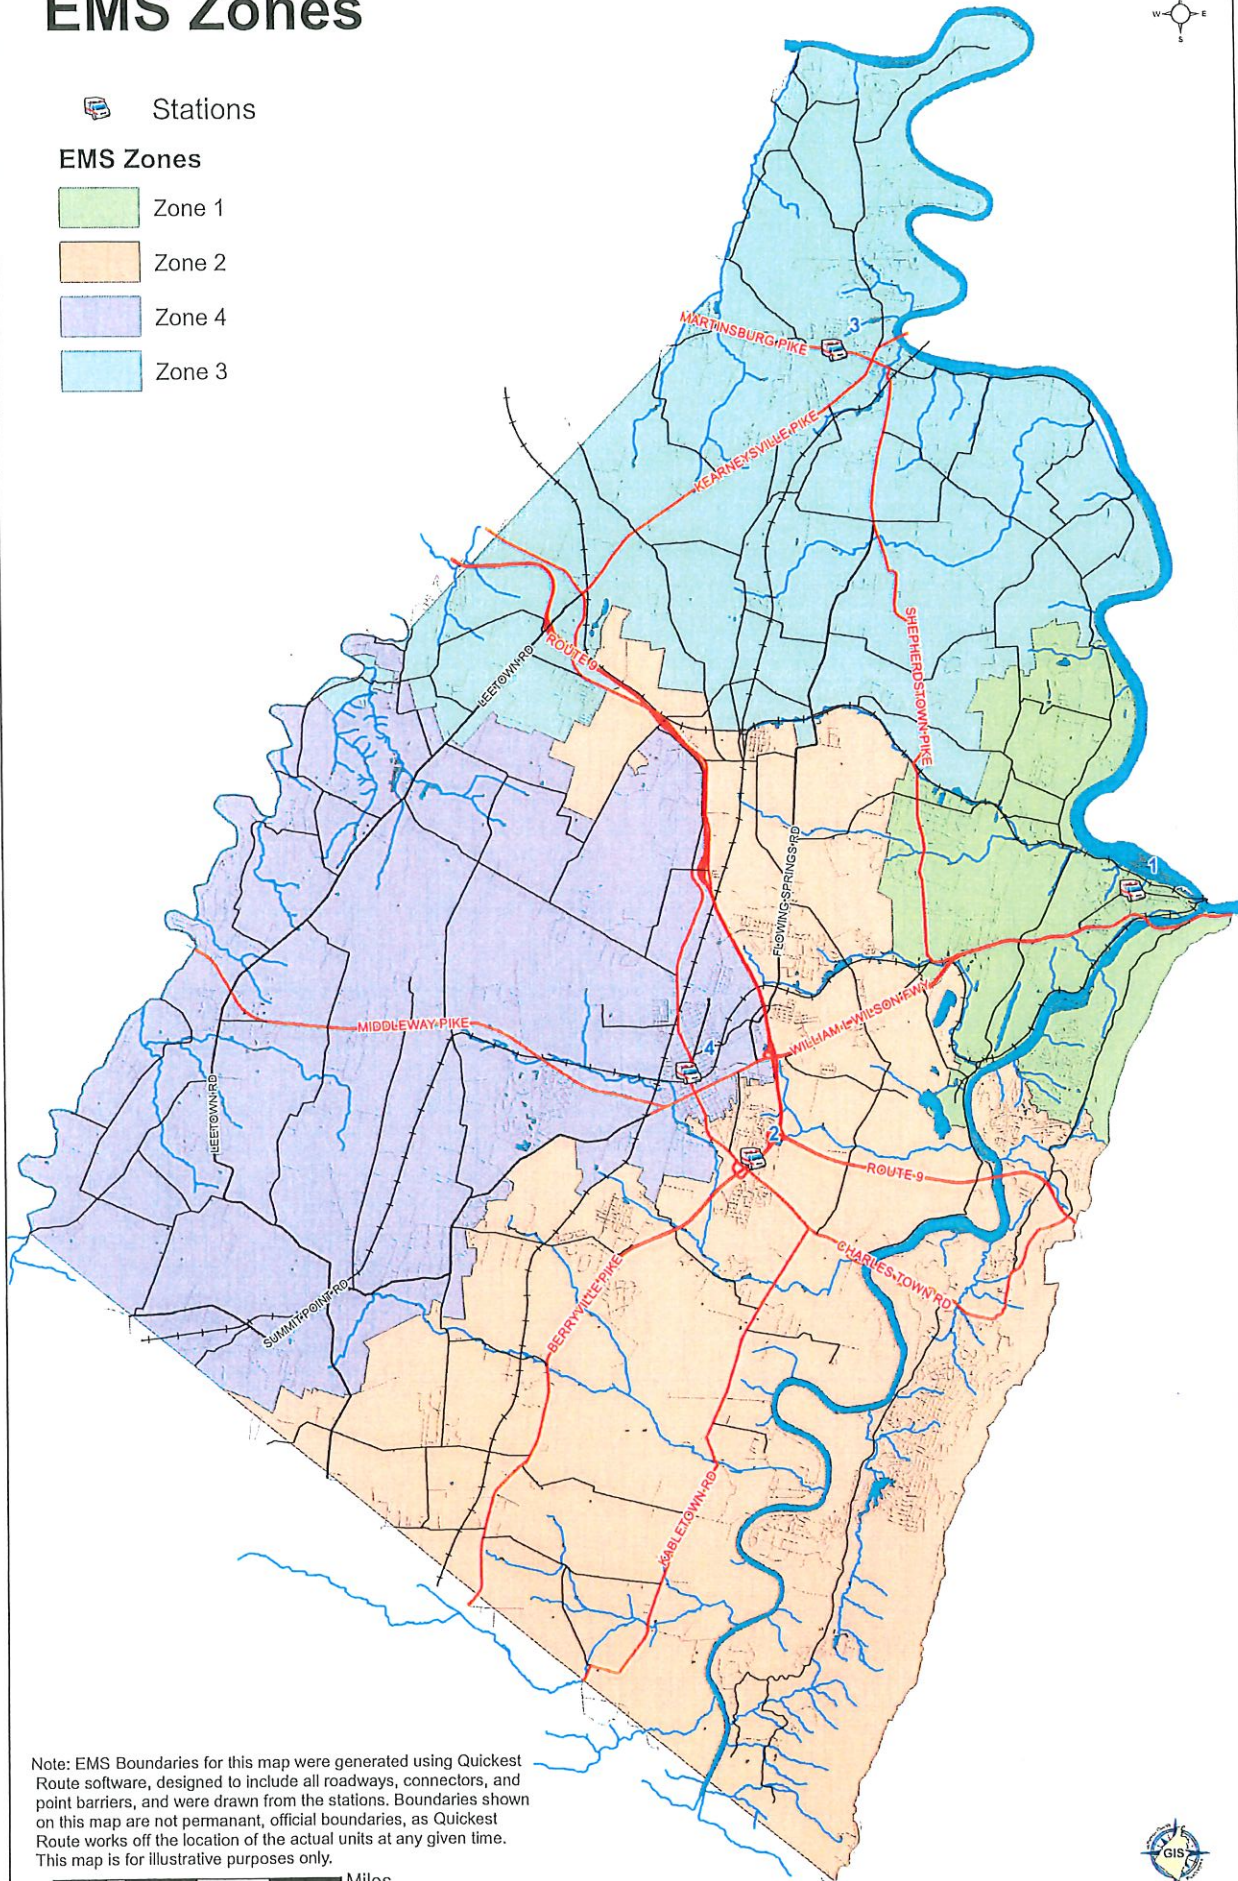 EMS Zones
W E
S
Stations
EMS Zones
Zone 1
Zone 2
Zone 4
Zone 3
MARTINSBURG PIKE
3
KEARNEYSVILLE PIKE
SHEPHERDSTOWN PIKE
ROUTE 9
LEETOWN RD
FLOWING SPRINGS RD
1
WILLIAM L WILSON FWY
MIDDLEWAY PIKE
4
LEETOWN RD
2
ROUTE 9
CHARLES TOWN RD
BERRYVILLE PIKE
SUMMIT POINT RD
KABLETOWN RD
Note: EMS Boundaries for this map were generated using Quickest
Route software, designed to include all roadways, connectors, and
point barriers, and were drawn from the stations. Boundaries shown
on this map are not permanant, official boundaries, as Quickest
Route works off the location of the actual units at any given time.
This map is for illustrative purposes only.
Miles
GIS